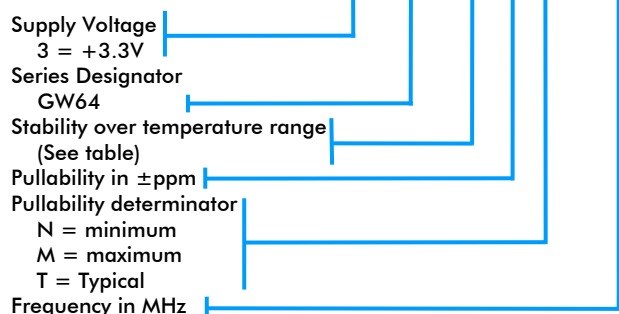 Supply Voltage
3 = +3.3V
Series Designator
GW64
Stability over temperature range
(See table)
Pullability in ±ppm
Pullability determinator
N = minimum
M = maximum
T = Typical
Frequency in MHz